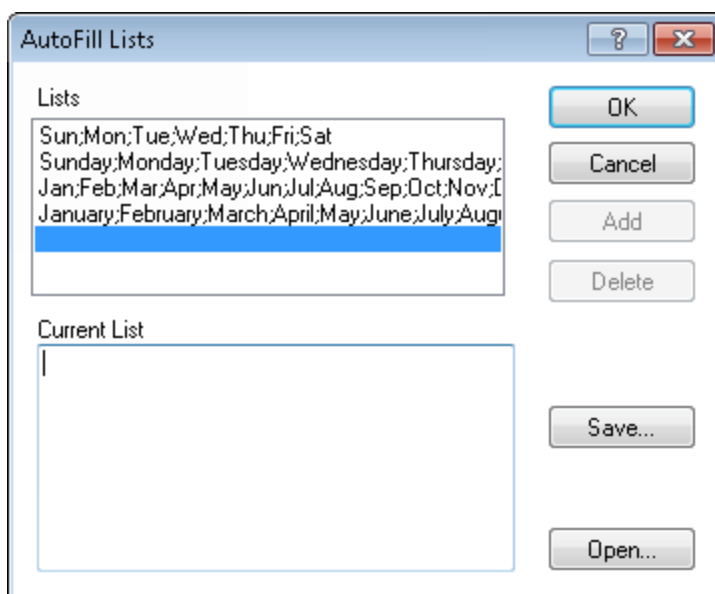 AutoFill Lists
?
Lists
Sun;Mon;Tue;Wed;Thu;Fri;Sat
Sunday;Monday;Tuesday;Wednesday;Thursday;
Jan;Feb;Mar;Apr;May;Jun;Jul;Aug;Sep;Oct;Nov;
January;February;March;April;May;June;July;
OK
Cancel
Add
Delete
Current List
Save...
Open...